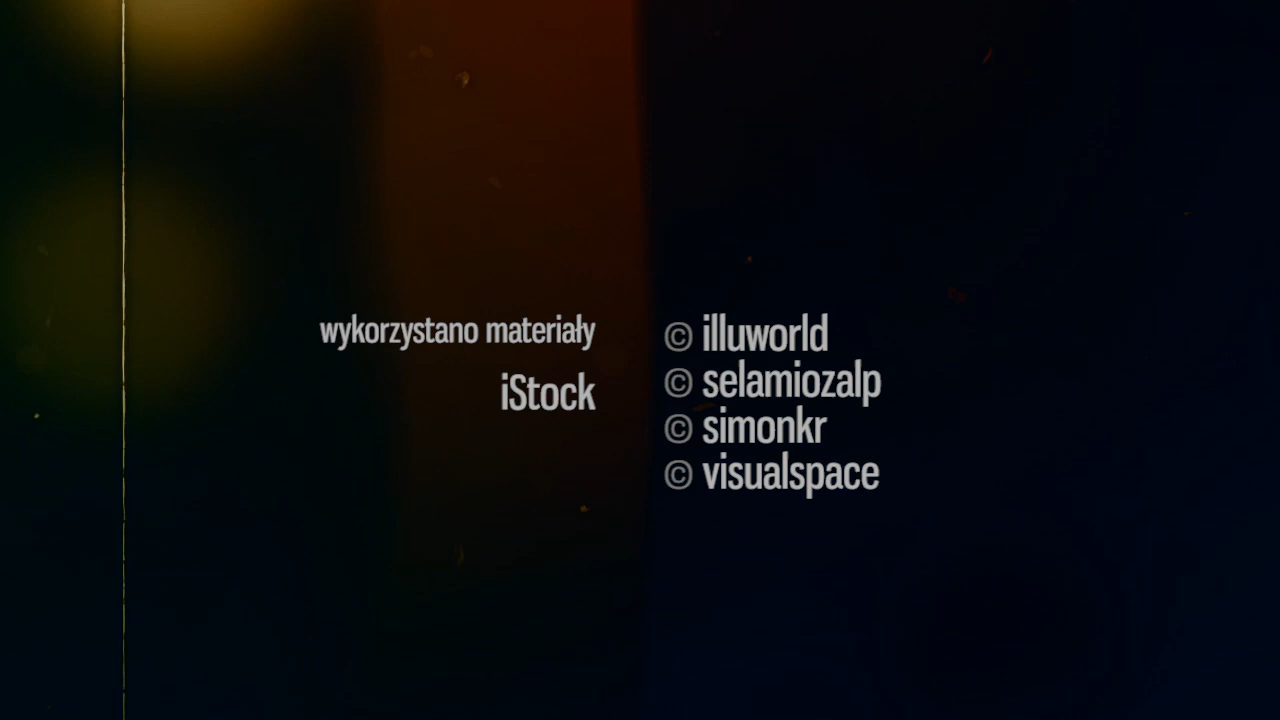 wykorzystano materiały
iStock
© illuworld
© selamiozalp
© simonkr
© visualspace